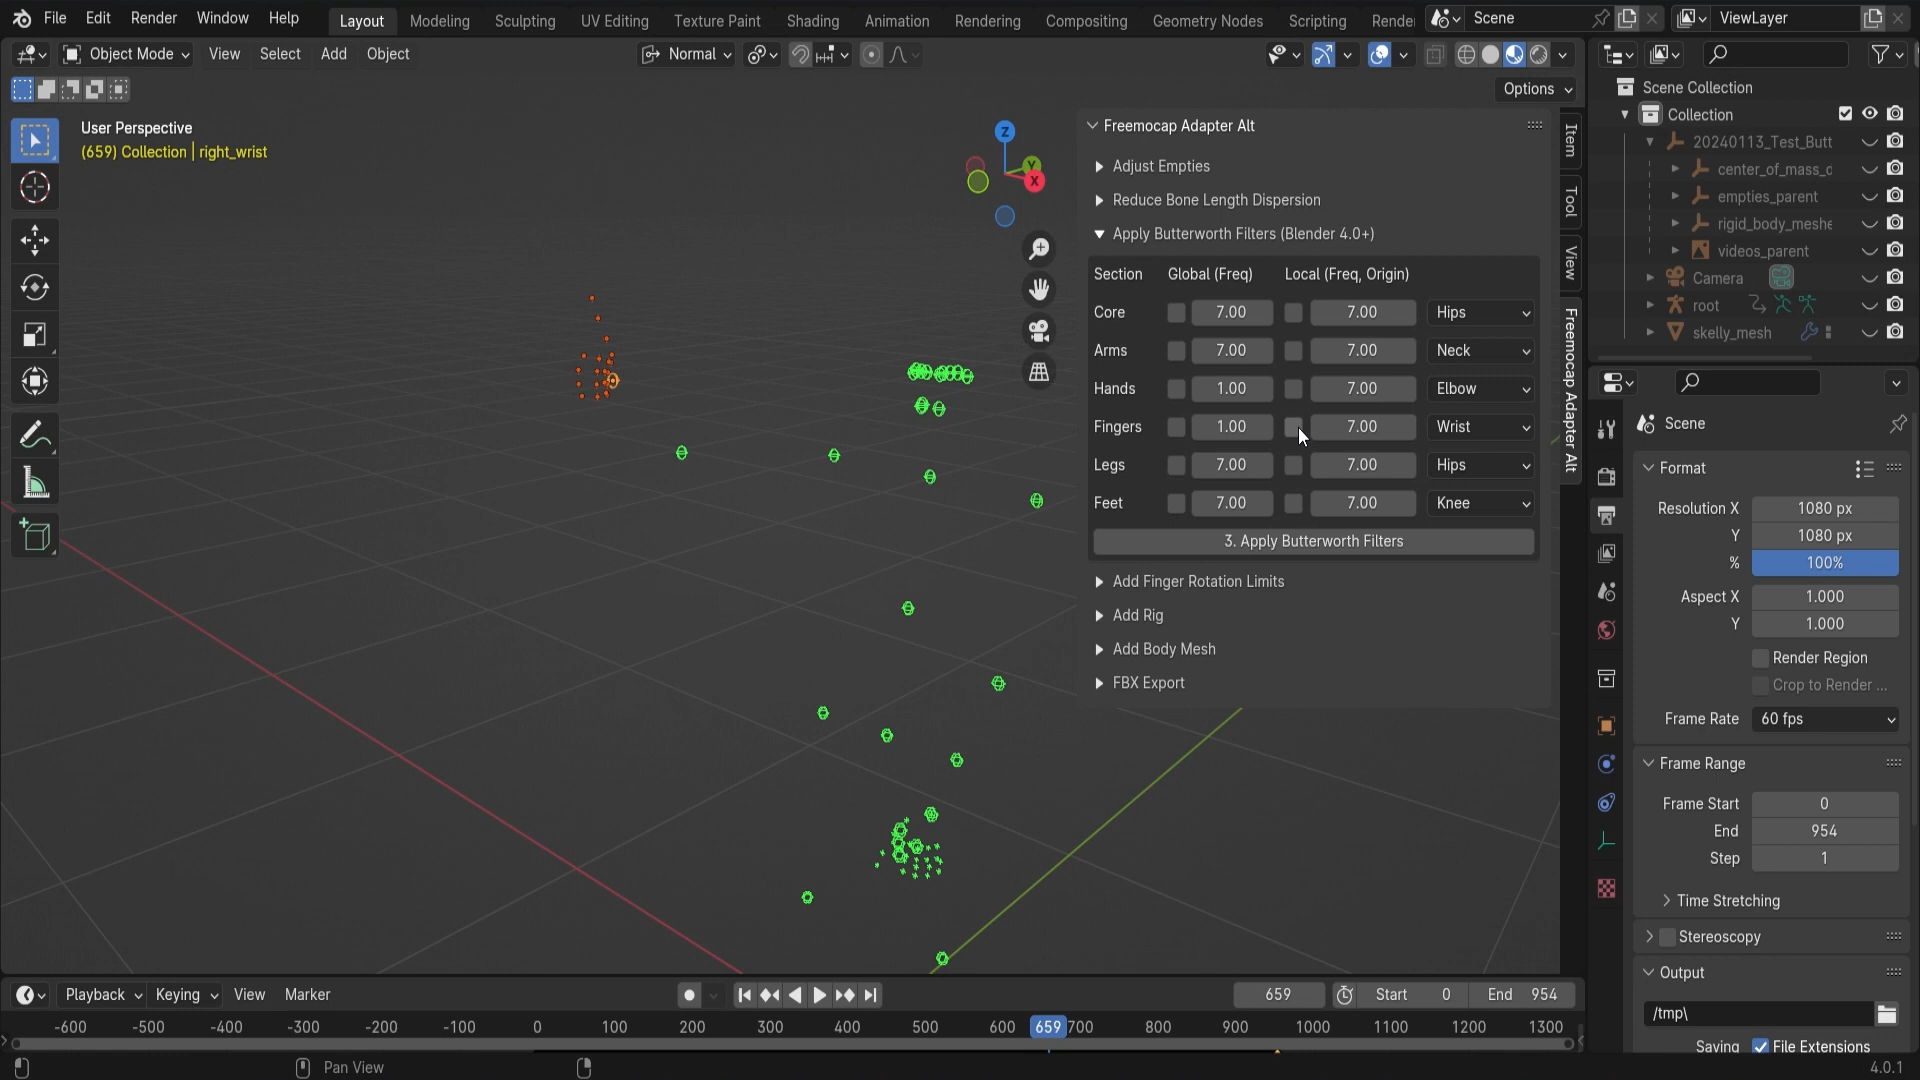 File Edit Render Window Help Layout Modeling Sculpting UV Editing Texture Paint Shading Animation Rendering Compositing Geometry Nodes Scripting Render Scene ViewLayer
Object Mode View Select Add Object Normal
Options
User Perspective
(659) Collection | right_wrist
Z
Y
X
Freemocap Adapter Alt
Adjust Empties
Reduce Bone Length Dispersion
Apply Butterworth Filters (Blender 4.0+)
Section Global (Freq) Local (Freq, Origin)
Core 7.00 7.00 Hips
Arms 7.00 7.00 Neck
Hands 1.00 7.00 Elbow
Fingers 1.00 7.00 Wrist
Legs 7.00 7.00 Hips
Feet 7.00 7.00 Knee
3. Apply Butterworth Filters
Add Finger Rotation Limits
Add Rig
Add Body Mesh
FBX Export
Item
Tool
View
Freemocap Adapter Alt
Scene Collection
Collection
20240113_Test_Butt
center_of_mass_
empties_parent
rigid_body_meshe
videos_parent
Camera
root
skelly_mesh
Scene
Format
Resolution X 1080 px
Y 1080 px
% 100%
Aspect X 1.000
Y 1.000
Render Region
Crop to Render ...
Frame Rate 60 fps
Frame Range
Frame Start 0
End 954
Step 1
Time Stretching
Stereoscopy
Output
/tmp\
Saving File Extensions
Playback Keying View Marker 659 Start 0 End 954
-600 -500 -400 -300 -200 -100 0 100 200 300 400 500 600 659 700 800 900 1000 1100 1200 1300
Pan View 4.0.1